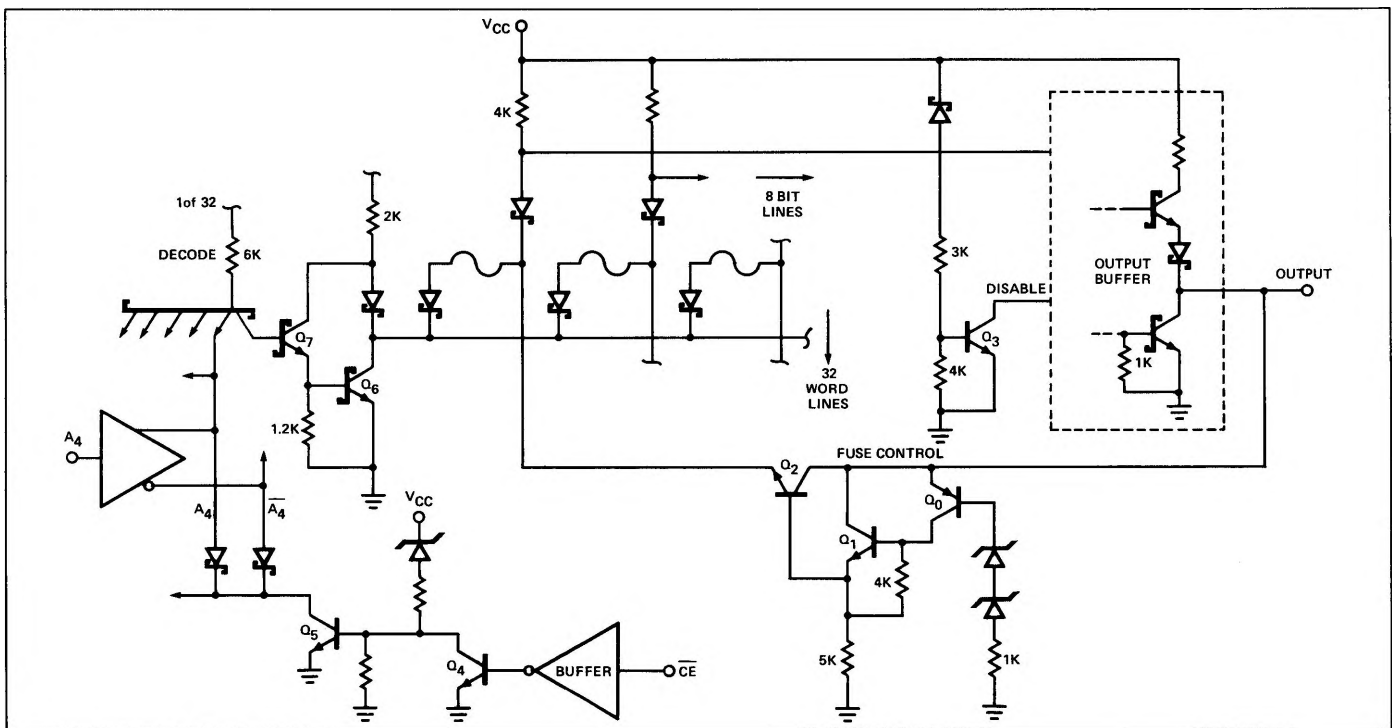 VCC
4K
1of 32
DECODE
6K
2K
8 BIT
LINES
3K
DISABLE
OUTPUT
BUFFER
OUTPUT
Q7
Q6
Q3
4K
1K
32
WORD
LINES
1.2K
A4
FUSE CONTROL
Q2
Q0
VCC
A4
A̅4̅
Q1
4K
Q5
Q4
BUFFER
C̅E̅
5K
1K